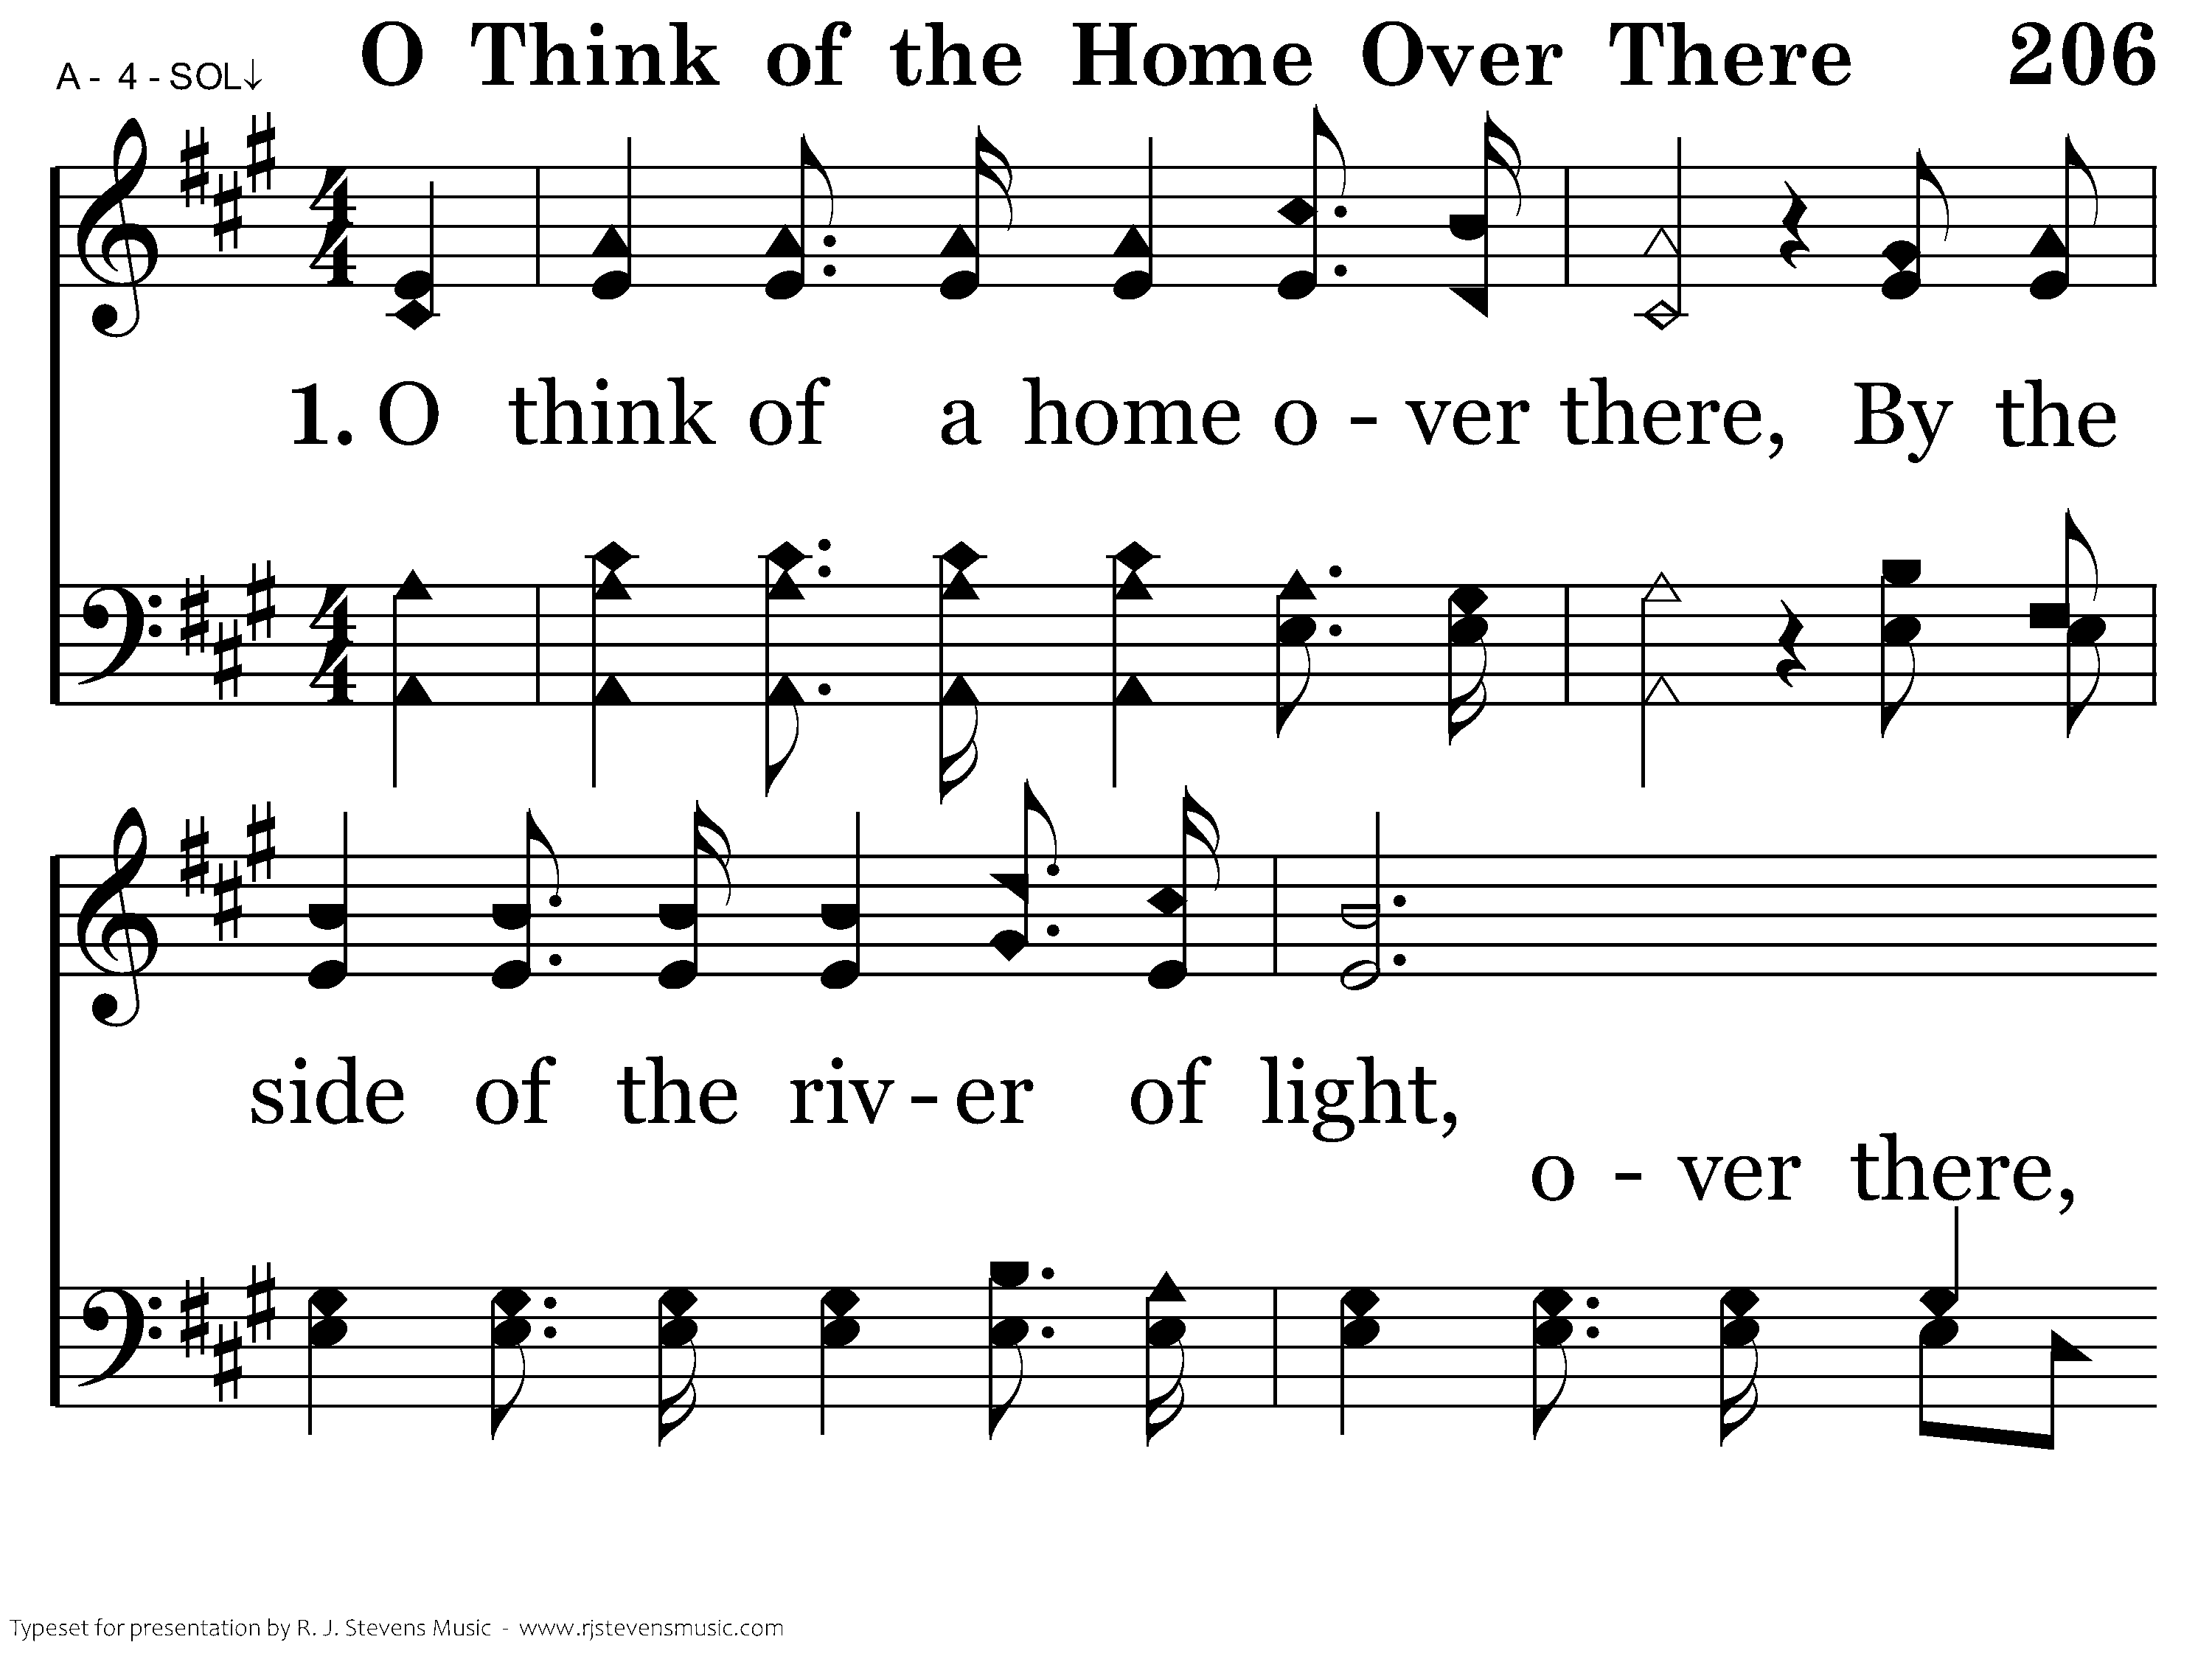 O Think of the Home Over There 206
A - 4 - SOL↓
1. O think of a home o - ver there, By the
side of the riv - er of light,
o - ver there,
Typeset for presentation by R. J. Stevens Music - www.rjstevensmusic.com